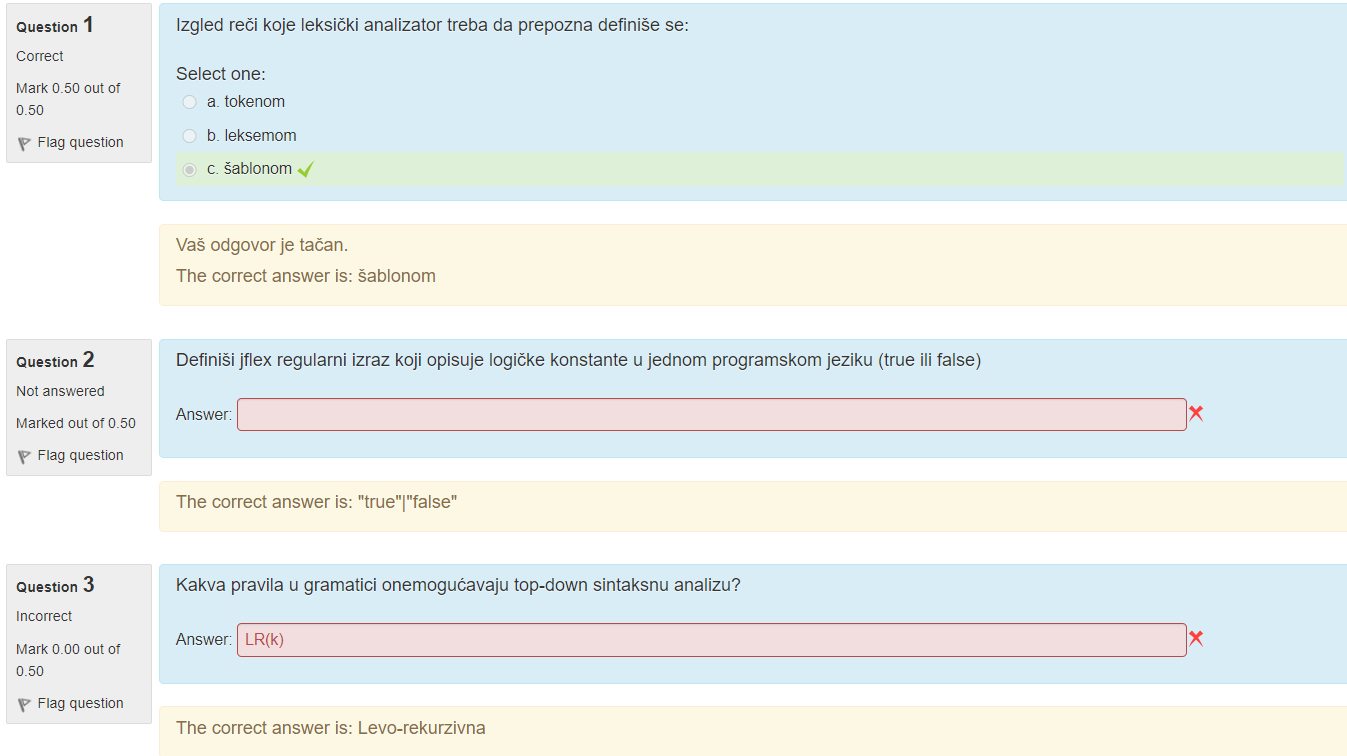 Question 1
Correct
Mark 0.50 out of
0.50
Flag question
Izgled reči koje leksički analizator treba da prepozna definiše se:
Select one:
a. tokenom
b. leksemom
c. šablonom
Vaš odgovor je tačan.
The correct answer is: šablonom
Question 2
Not answered
Marked out of 0.50
Flag question
Definiši jflex regularni izraz koji opisuje logičke konstante u jednom programskom jeziku (true ili false)
Answer:
The correct answer is: "true"|"false"
Question 3
Incorrect
Mark 0.00 out of
0.50
Flag question
Kakva pravila u gramatici onemogućavaju top-down sintaksnu analizu?
Answer: LR(k)
The correct answer is: Levo-rekurzivna